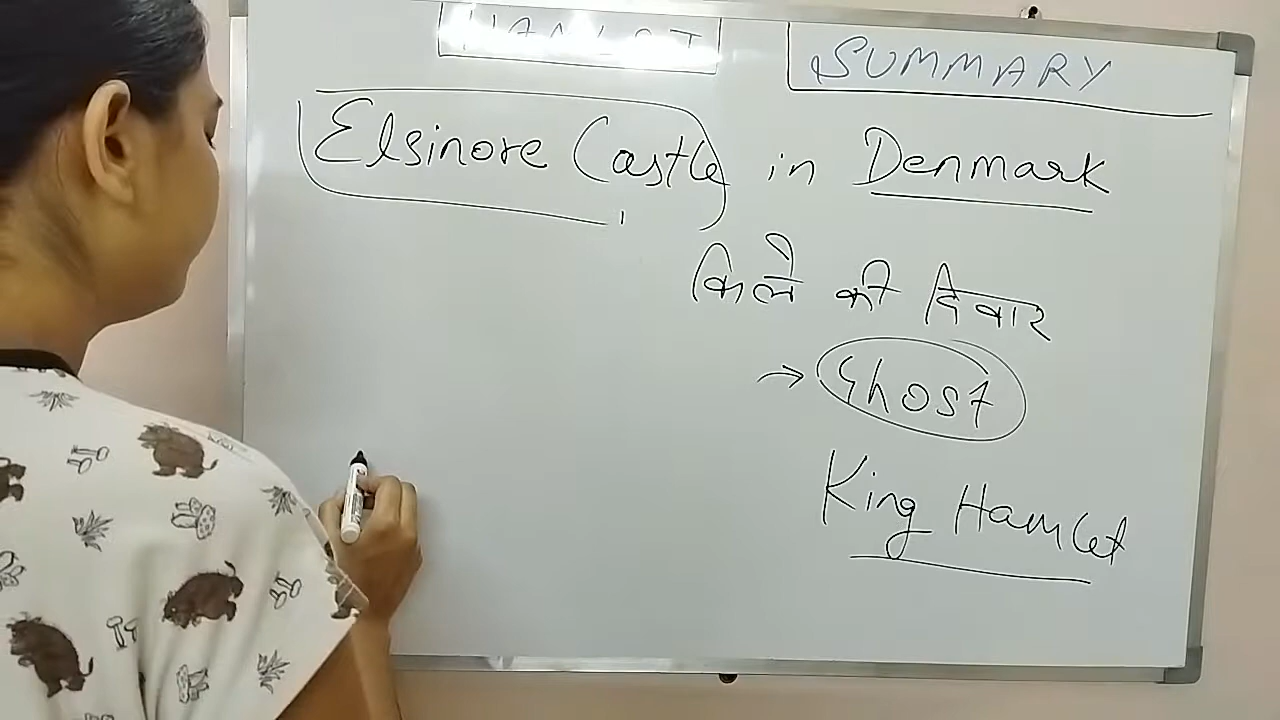 HAMLET
SUMMARY
Elsinore Castle in Denmark
किले की दिवार
→ Ghost
King Hamlet